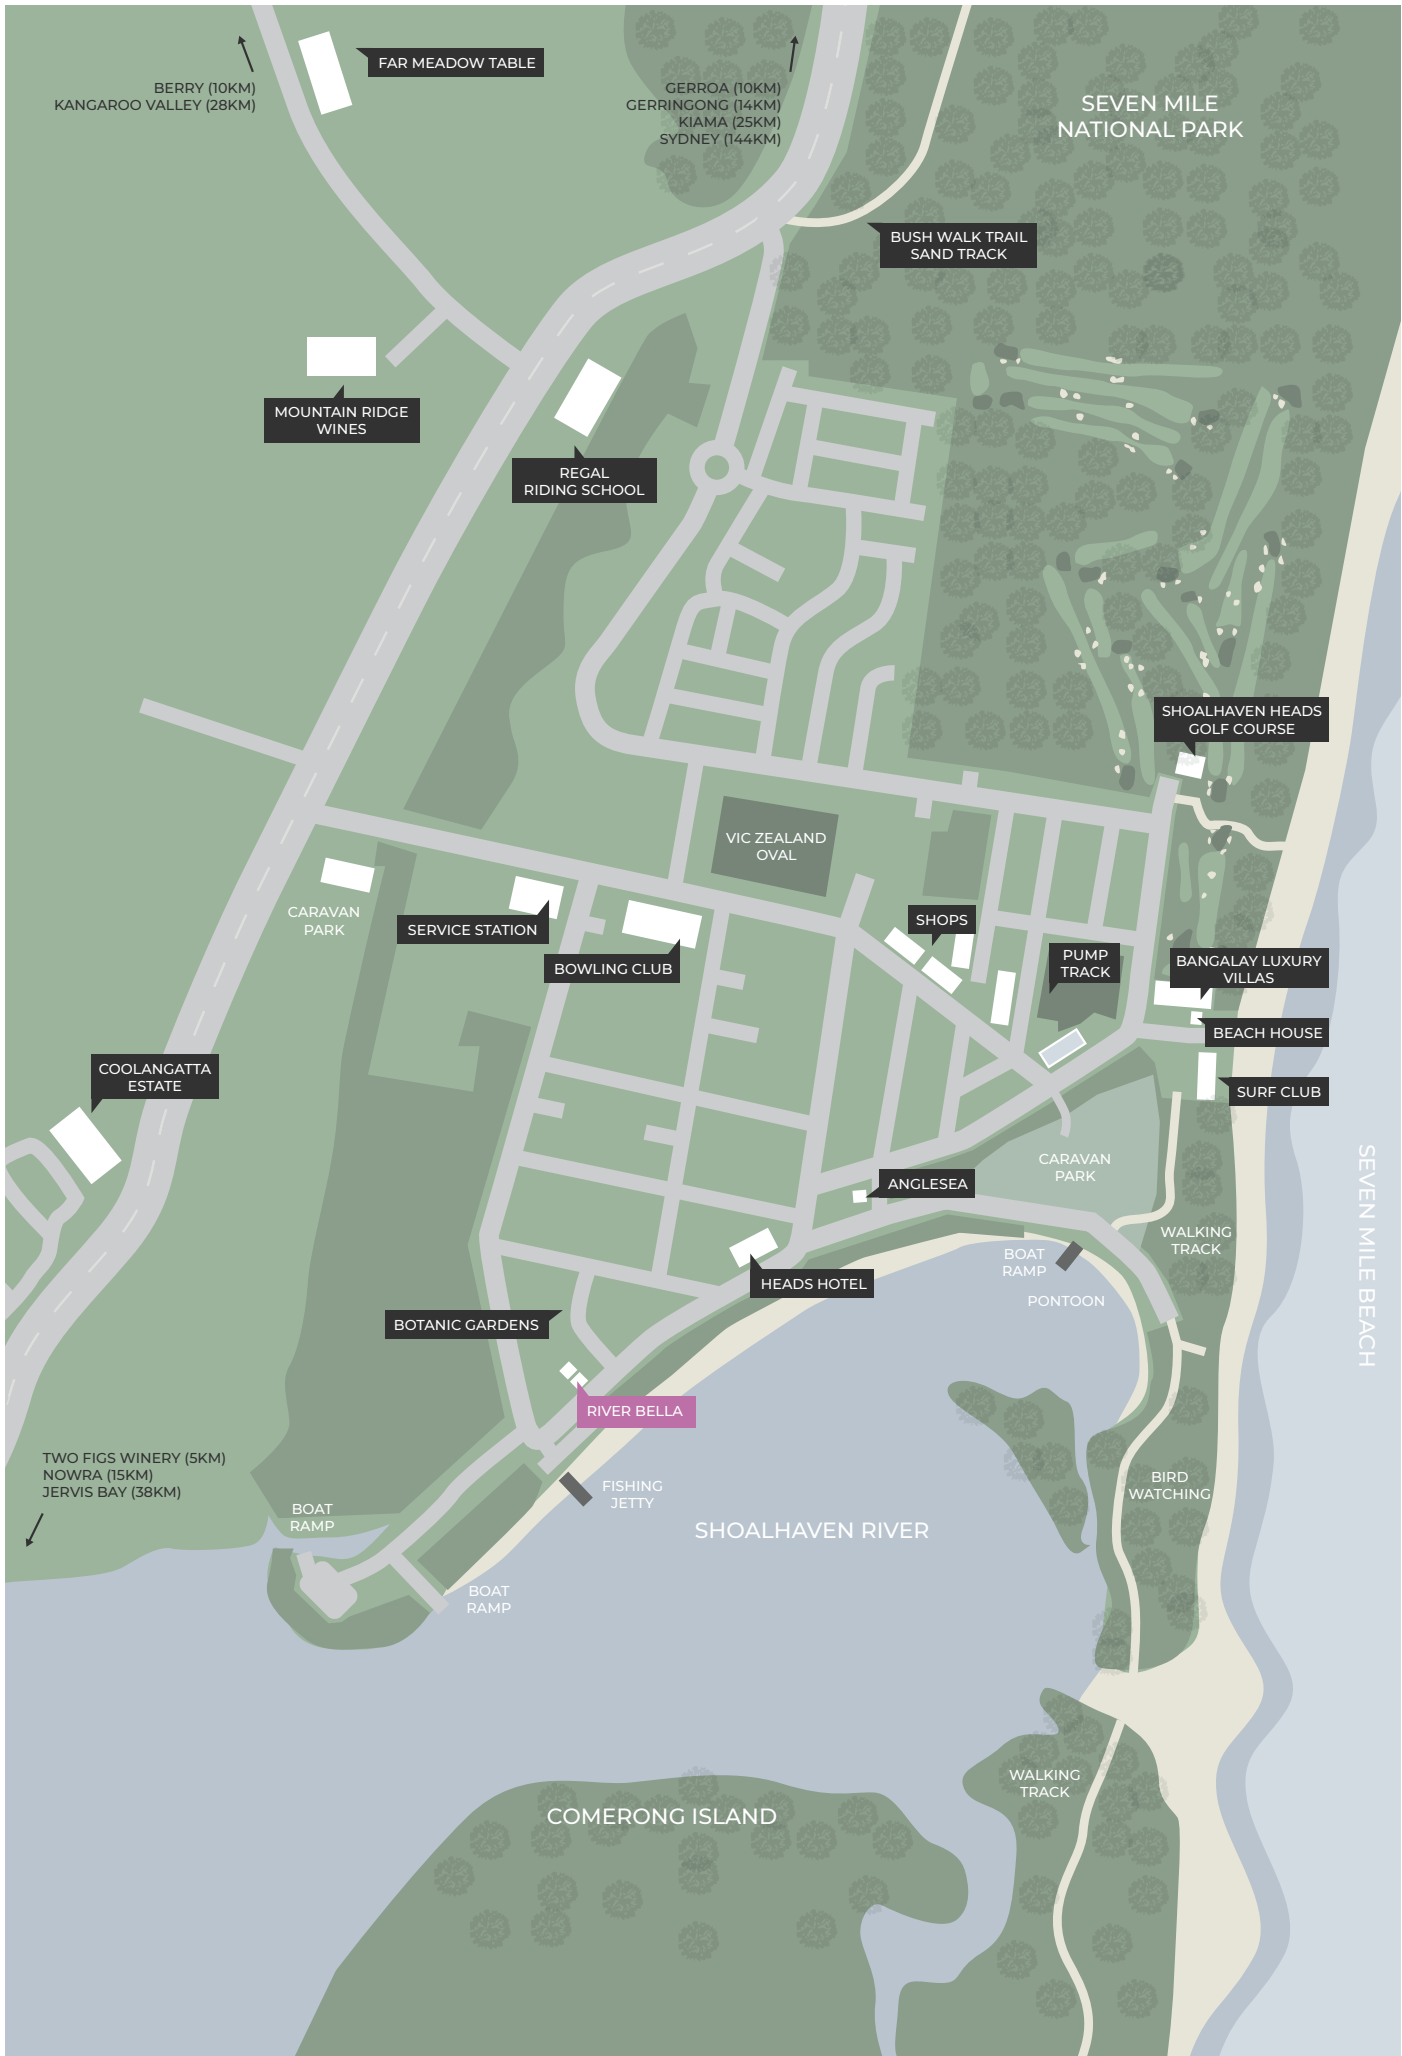 FAR MEADOW TABLE
BERRY (10KM)
KANGAROO VALLEY (28KM)
GERROA (10KM)
GERRINGONG (14KM)
KIAMA (25KM)
SYDNEY (144KM)
SEVEN MILE
NATIONAL PARK
BUSH WALK TRAIL
SAND TRACK
MOUNTAIN RIDGE
WINES
REGAL
RIDING SCHOOL
SHOALHAVEN HEADS
GOLF COURSE
VIC ZEALAND
OVAL
CARAVAN
PARK
SERVICE STATION
BOWLING CLUB
SHOPS
PUMP
TRACK
BANGALAY LUXURY
VILLAS
BEACH HOUSE
SURF CLUB
COOLANGATTA
ESTATE
SEVEN MILE BEACH
CARAVAN
PARK
ANGLESEA
WALKING
TRACK
BOAT
RAMP
PONTOON
HEADS HOTEL
BOTANIC GARDENS
RIVER BELLA
TWO FIGS WINERY (5KM)
NOWRA (15KM)
JERVIS BAY (38KM)
BOAT
RAMP
FISHING
JETTY
BIRD
WATCHING
SHOALHAVEN RIVER
BOAT
RAMP
WALKING
TRACK
COMERONG ISLAND